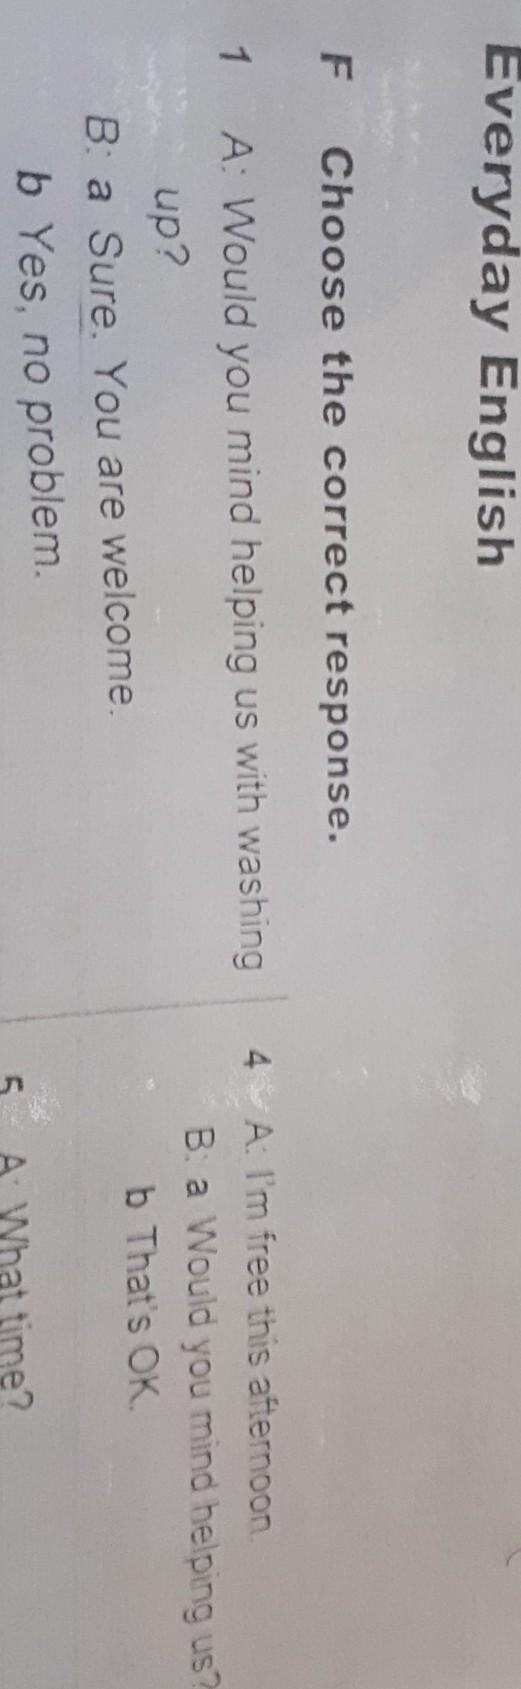 Everyday English
F Choose the correct response.
1 A: Would you mind helping us with washing
up?
B: a Sure. You are welcome.
b Yes, no problem.
4 A: I'm free this afternoon.
B: a Would you mind helping us?
b That's OK.
5 A: What time?